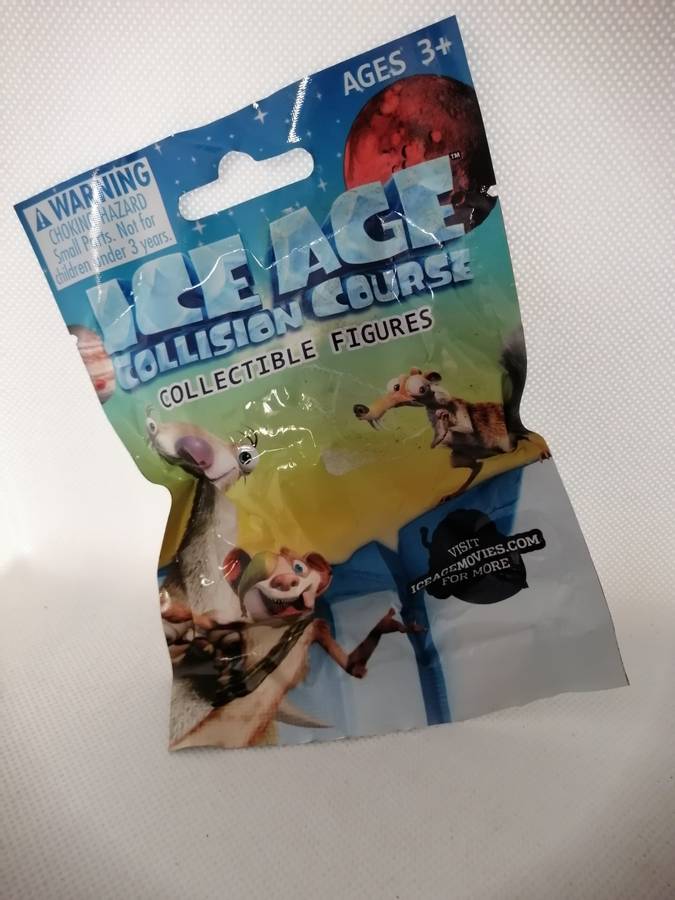 AGES 3+
WARNING
CHOKING HAZARD
Small Parts. Not for
children under 3 years.
ICE AGE™
COLLISION COURSE
COLLECTIBLE FIGURES
VISIT
ICEAGEMOVIES.COM
FOR MORE